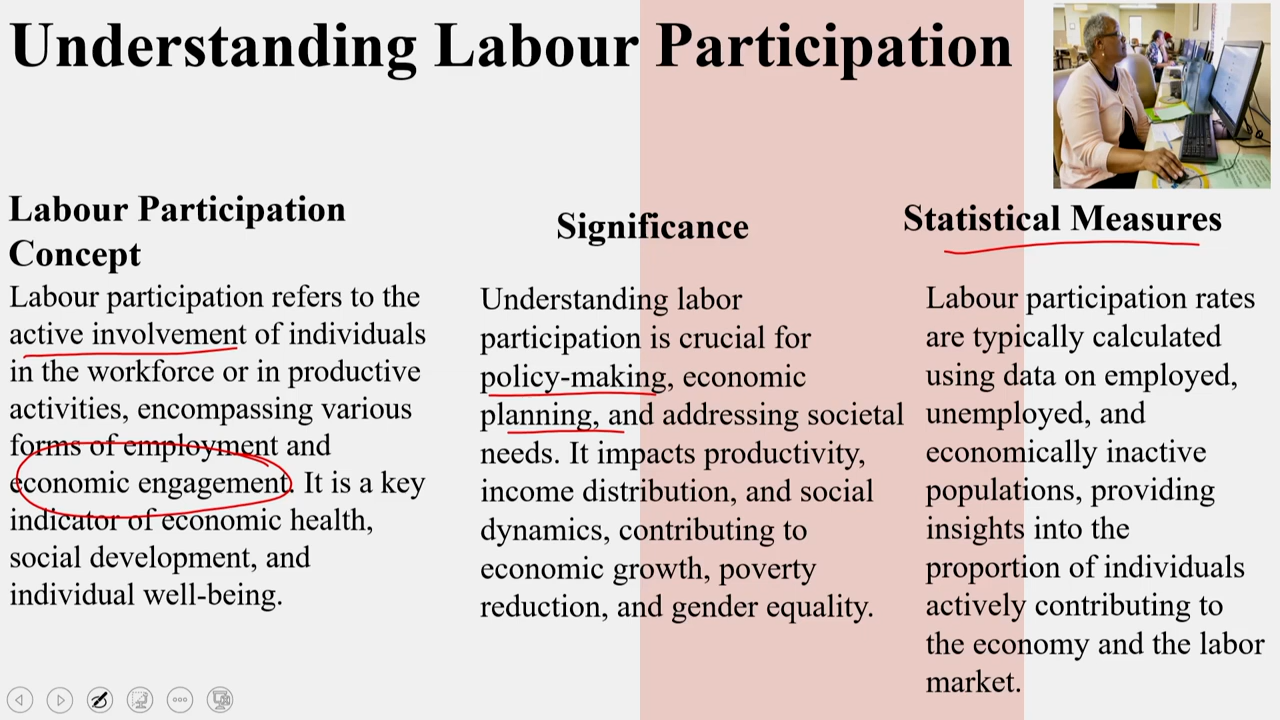 Understanding Labour Participation
Labour Participation
Concept
Labour participation refers to the
active involvement of individuals
in the workforce or in productive
activities, encompassing various
forms of employment and
economic engagement. It is a key
indicator of economic health,
social development, and
individual well-being.
Significance
Understanding labor
participation is crucial for
policy-making, economic
planning, and addressing societal
needs. It impacts productivity,
income distribution, and social
dynamics, contributing to
economic growth, poverty
reduction, and gender equality.
Statistical Measures
Labour participation rates
are typically calculated
using data on employed,
unemployed, and
economically inactive
populations, providing
insights into the
proportion of individuals
actively contributing to
the economy and the labor
market.